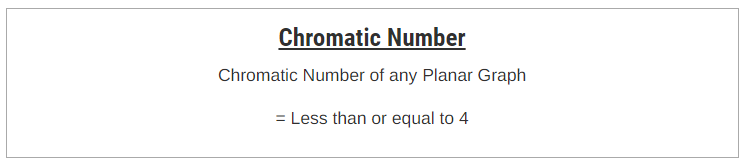 Chromatic Number
Chromatic Number of any Planar Graph
= Less than or equal to 4